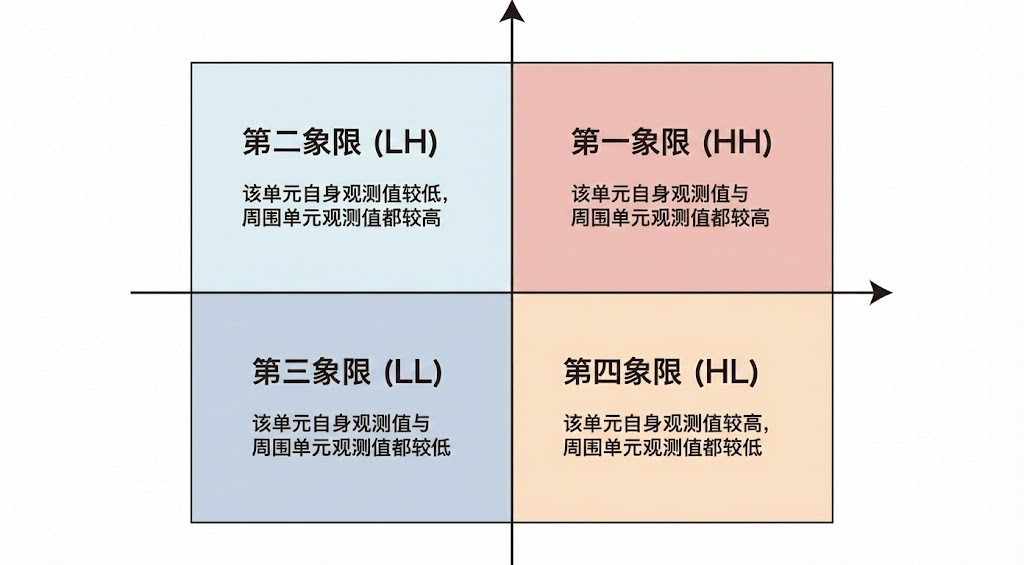 第二象限 (LH)
该单元自身观测值较低，
周围单元观测值都较高
第一象限 (HH)
该单元自身观测值与
周围单元观测值都较高
第三象限 (LL)
该单元自身观测值与
周围单元观测值都较低
第四象限 (HL)
该单元自身观测值较高，
周围单元观测值都较低